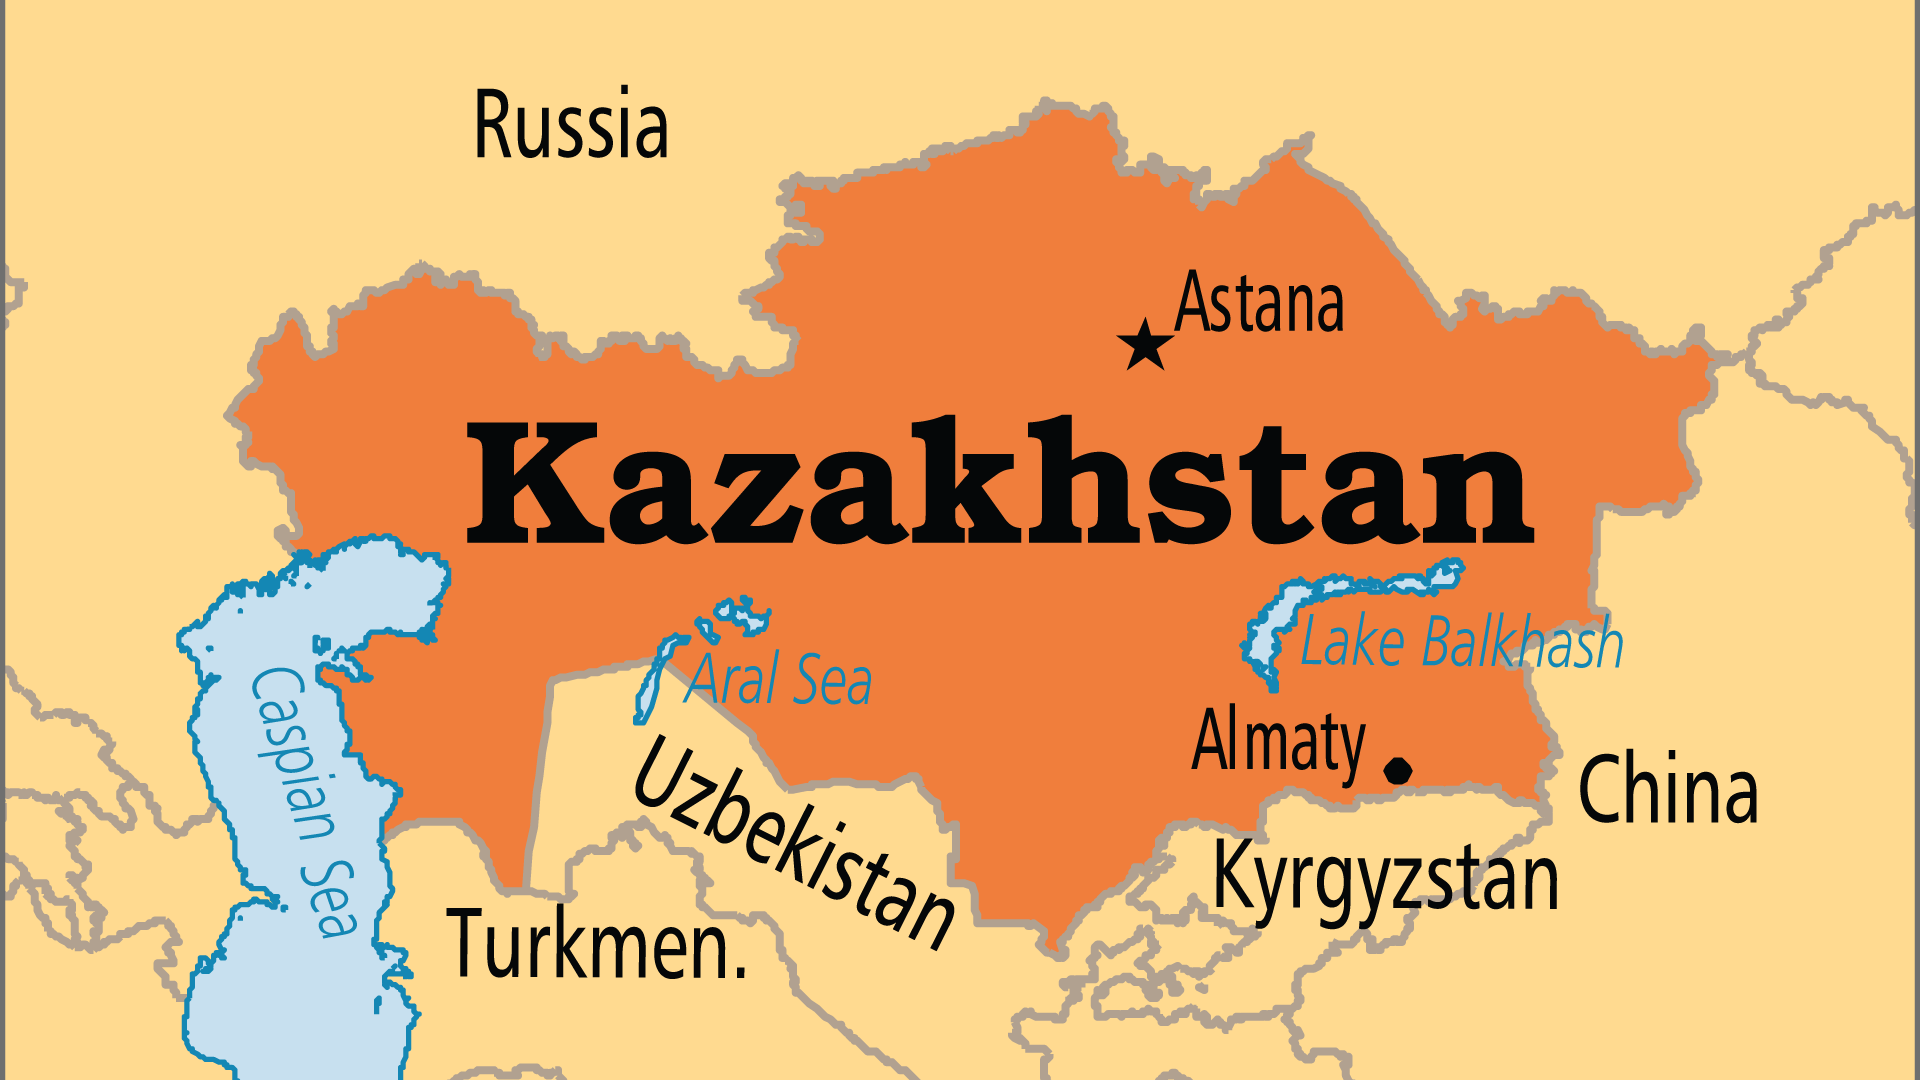 Russia
Astana
Kazakhstan
Aral Sea
Lake Balkhash
Caspian Sea
Almaty
Uzbekistan
China
Kyrgyzstan
Turkmen.